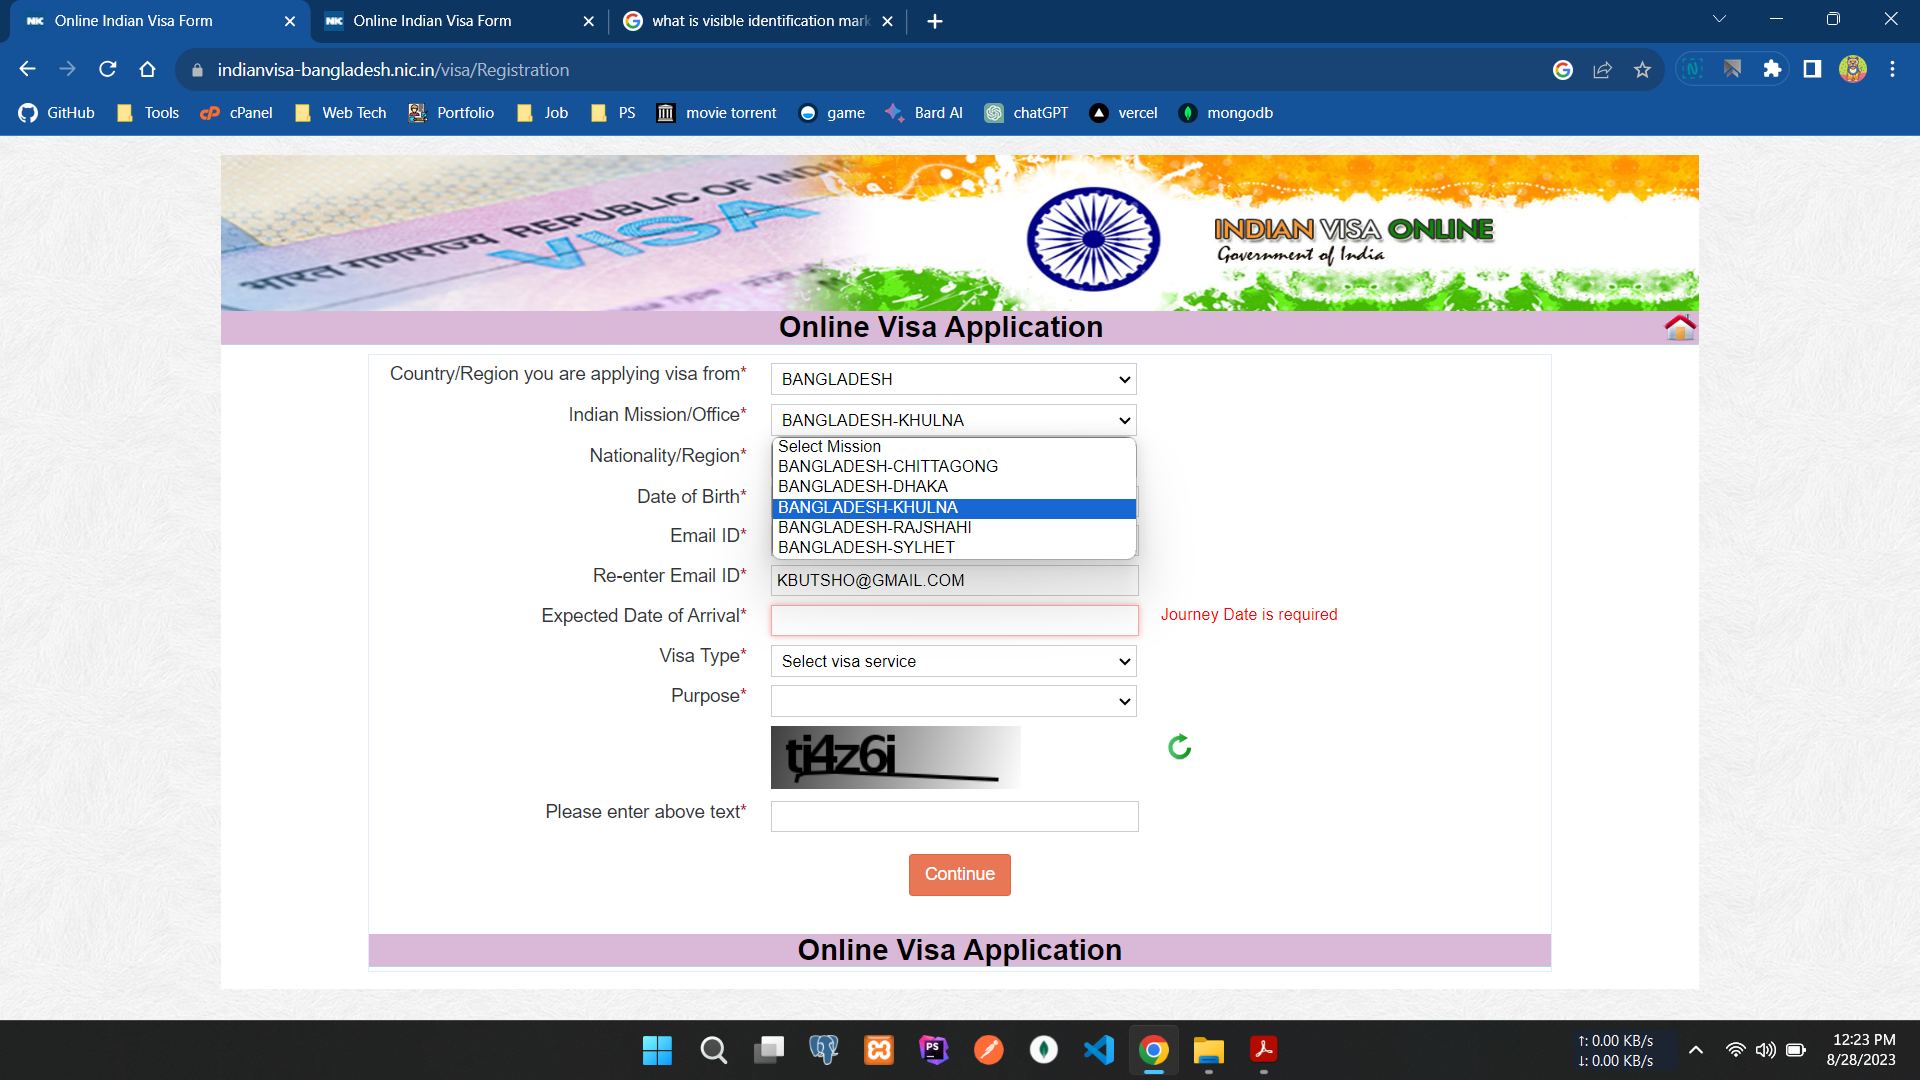 Online Indian Visa Form
Online Indian Visa Form
what is visible identification mark
indianvisa-bangladesh.nic.in/visa/Registration
GitHub
Tools
cPanel
Web Tech
Portfolio
Job
PS
movie torrent
game
Bard AI
chatGPT
vercel
mongodb
REPUBLIC OF INDI
भारत गणराज्य
VISA
INDIAN VISA ONLINE
Government of India
Online Visa Application
Country/Region you are applying visa from* BANGLADESH
Indian Mission/Office* BANGLADESH-KHULNA
Select Mission
Nationality/Region*
BANGLADESH-CHITTAGONG
BANGLADESH-DHAKA
Date of Birth*
BANGLADESH-KHULNA
BANGLADESH-RAJSHAHI
Email ID*
BANGLADESH-SYLHET
Re-enter Email ID* KBUTSHO@GMAIL.COM
Expected Date of Arrival* Journey Date is required
Visa Type* Select visa service
Purpose*
ti4z6i
Please enter above text*
Continue
Online Visa Application
↑: 0.00 KB/s
↓: 0.00 KB/s
12:23 PM
8/28/2023